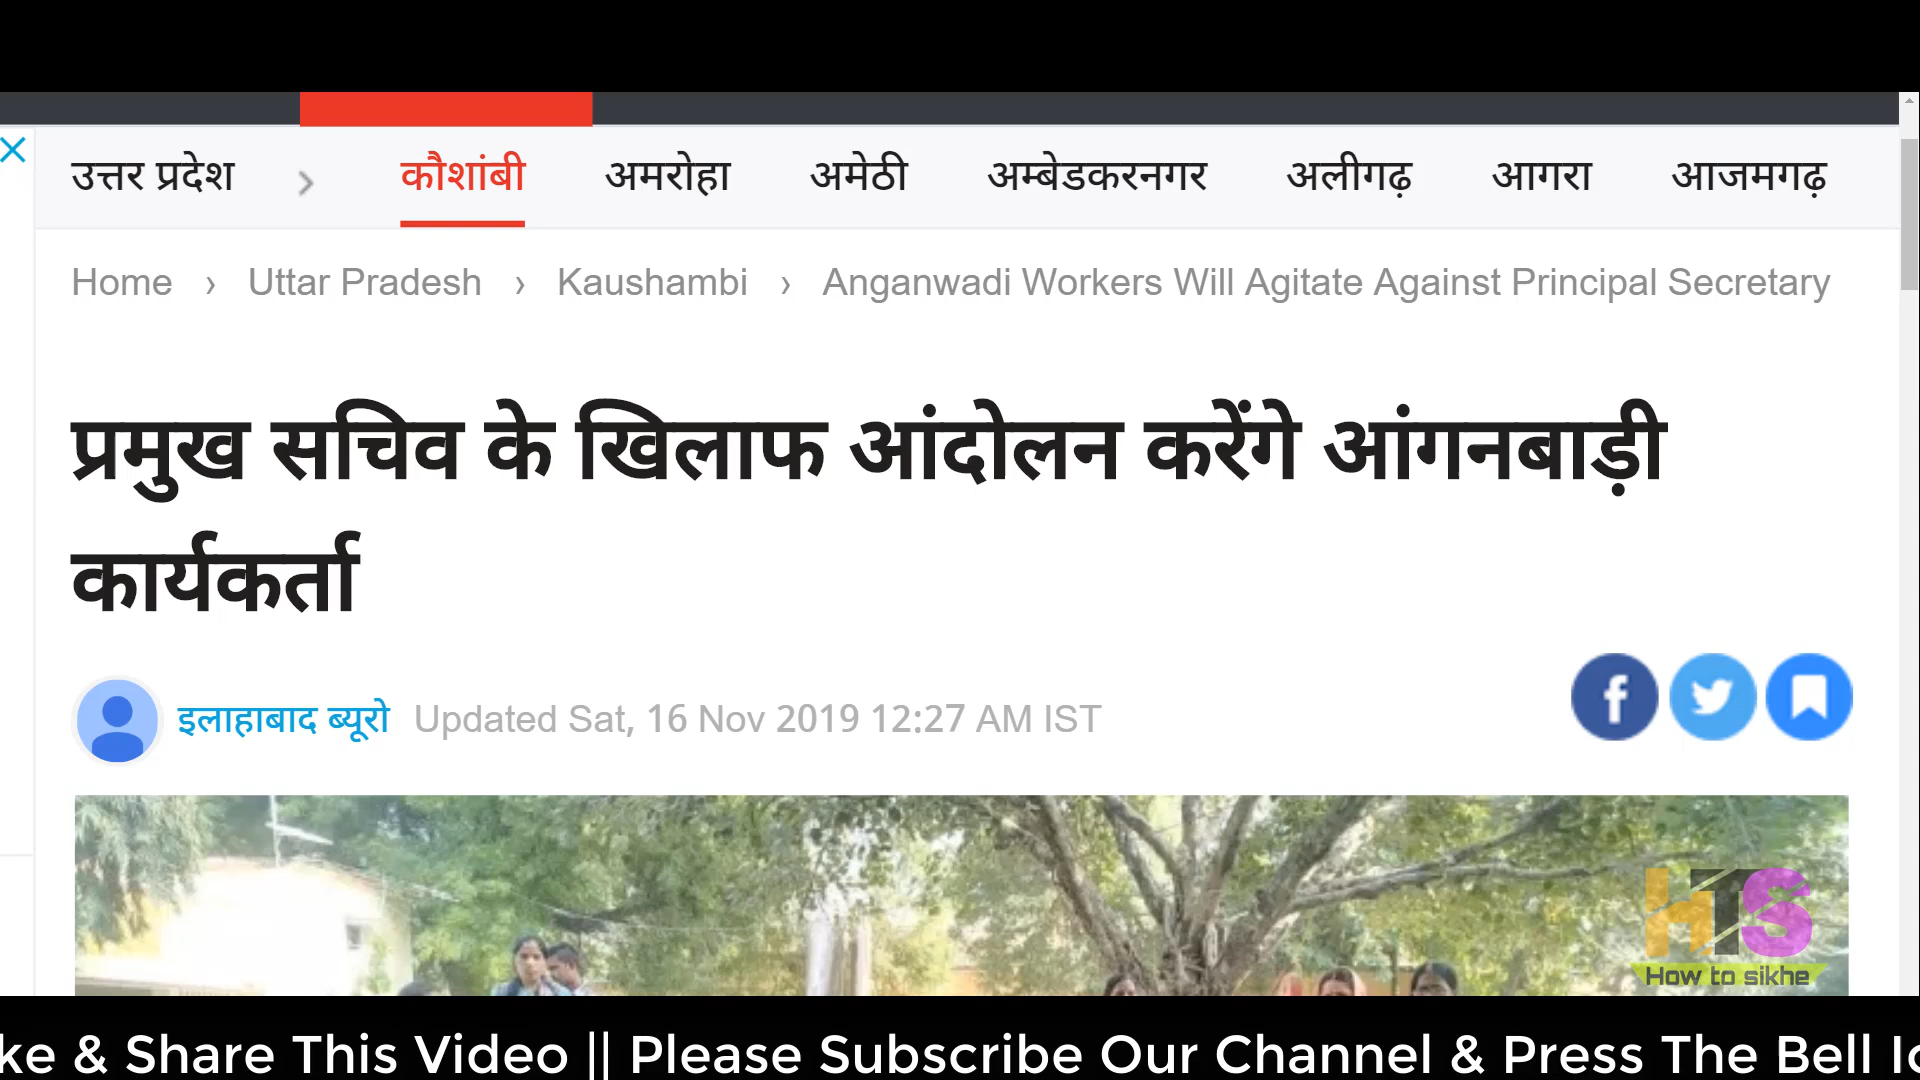 उत्तर प्रदेश › कौशांबी अमरोहा अमेठी अम्बेडकरनगर अलीगढ़ आगरा आजमगढ़
Home › Uttar Pradesh › Kaushambi › Anganwadi Workers Will Agitate Against Principal Secretary
प्रमुख सचिव के खिलाफ आंदोलन करेंगे आंगनबाड़ी
कार्यकर्ता
इलाहाबाद ब्यूरो Updated Sat, 16 Nov 2019 12:27 AM IST
HTS
How to sikhe
ke & Share This Video || Please Subscribe Our Channel & Press The Bell Ic